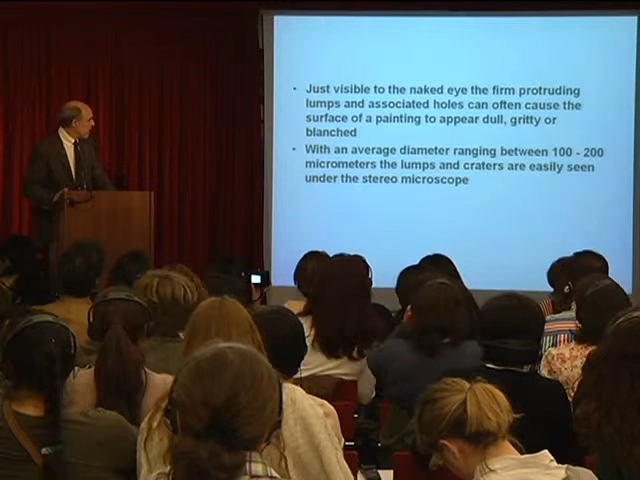 • Just visible to the naked eye the firm protruding
lumps and associated holes can often cause the
surface of a painting to appear dull, gritty or
blanched
• With an average diameter ranging between 100 - 200
micrometers the lumps and craters are easily seen
under the stereo microscope